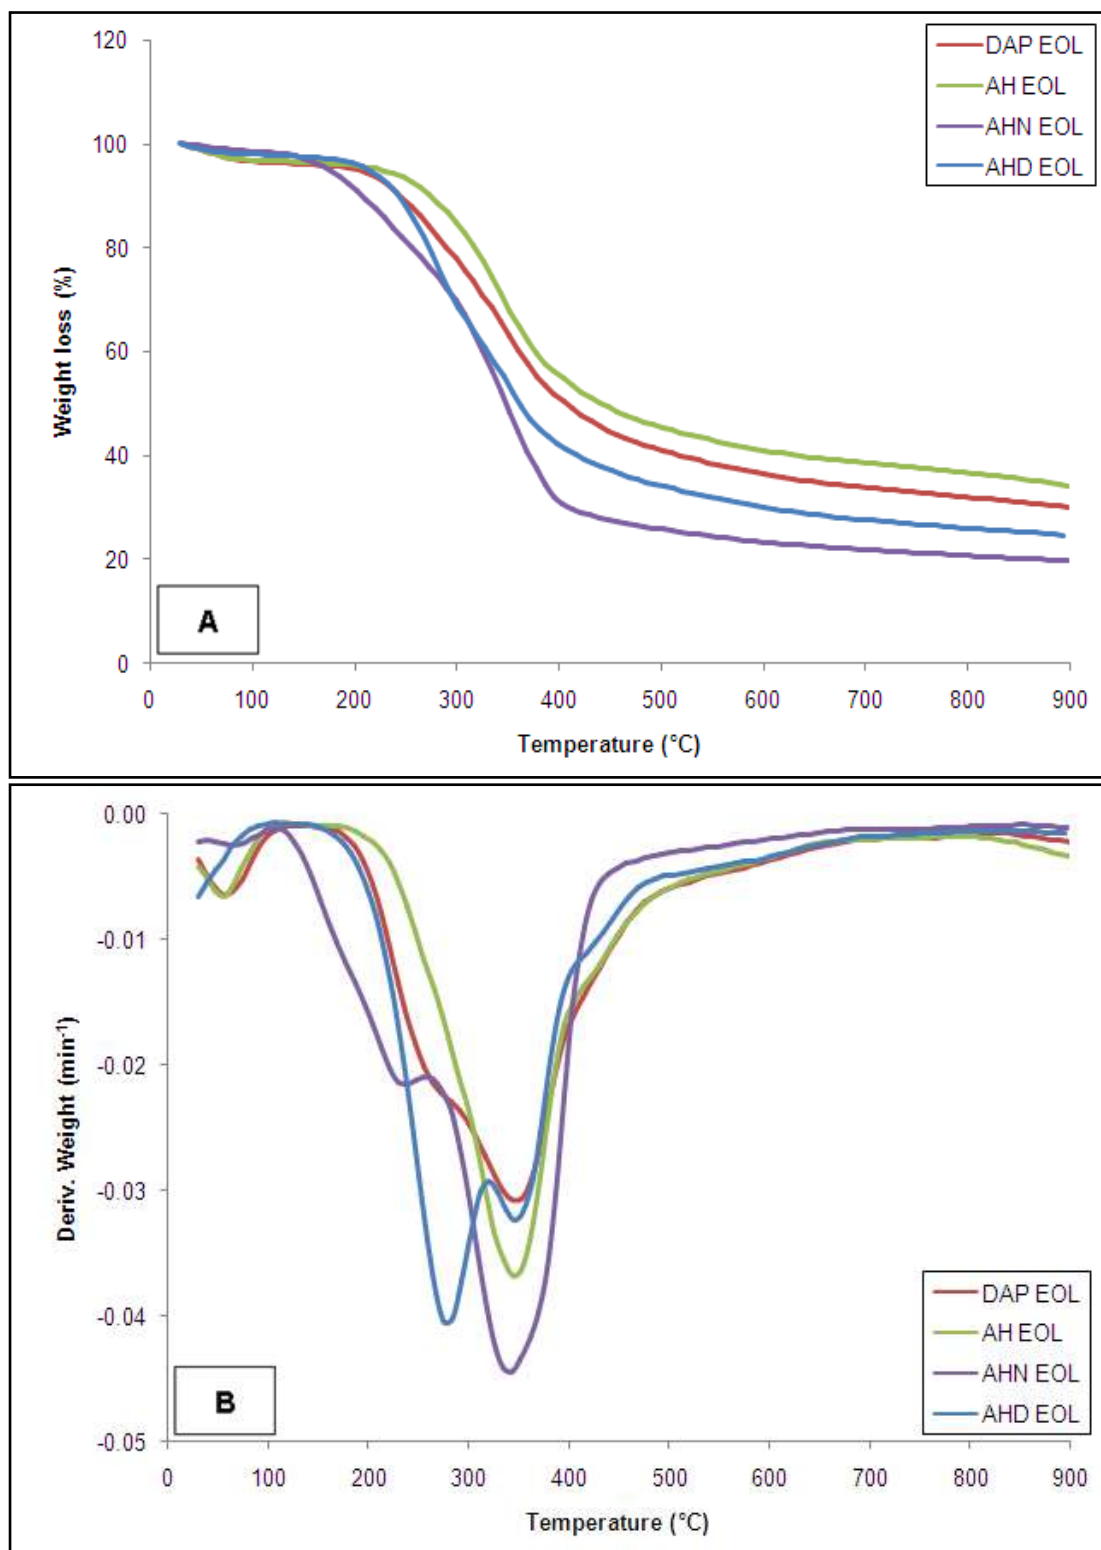 120
100
80
60
40
20
0
Weight loss (%)
DAP EOL
AH EOL
AHN EOL
AHD EOL
A
0 100 200 300 400 500 600 700 800 900
Temperature (°C)
0.00
-0.01
-0.02
-0.03
-0.04
-0.05
Deriv. Weight (min⁻¹)
DAP EOL
AH EOL
AHN EOL
AHD EOL
B
0 100 200 300 400 500 600 700 800 900
Temperature (°C)